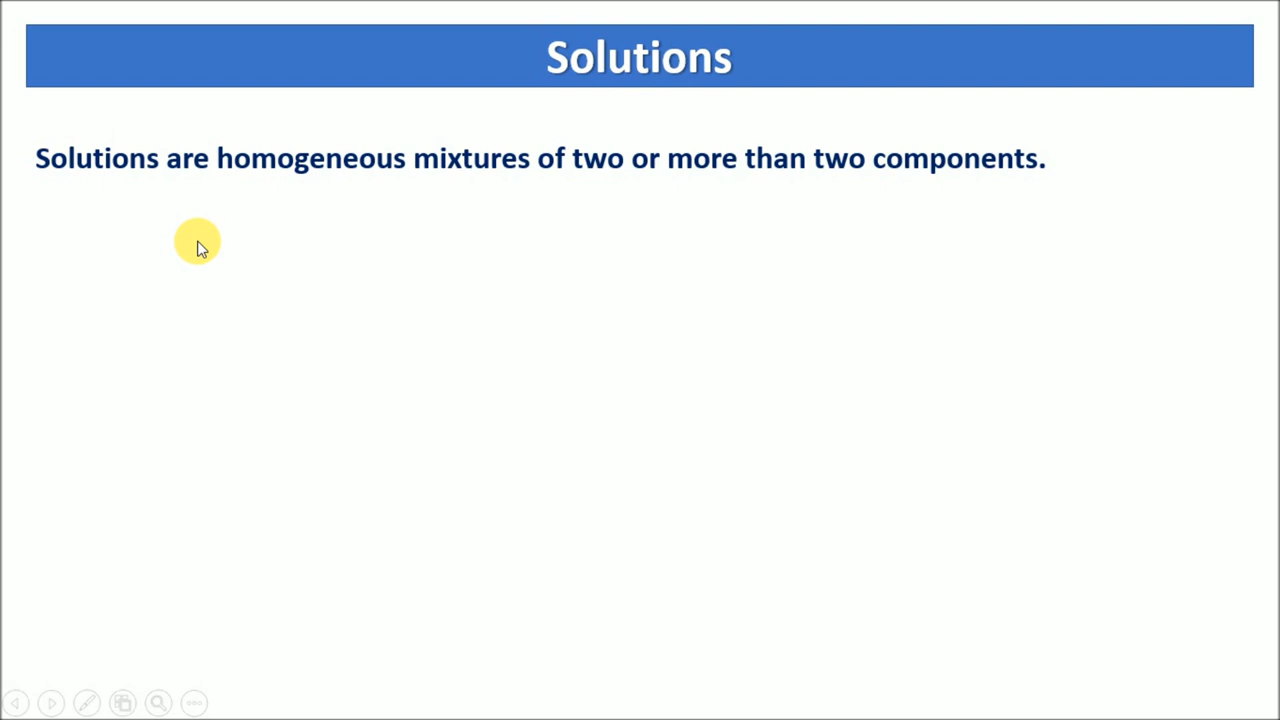 Solutions
Solutions are homogeneous mixtures of two or more than two components.